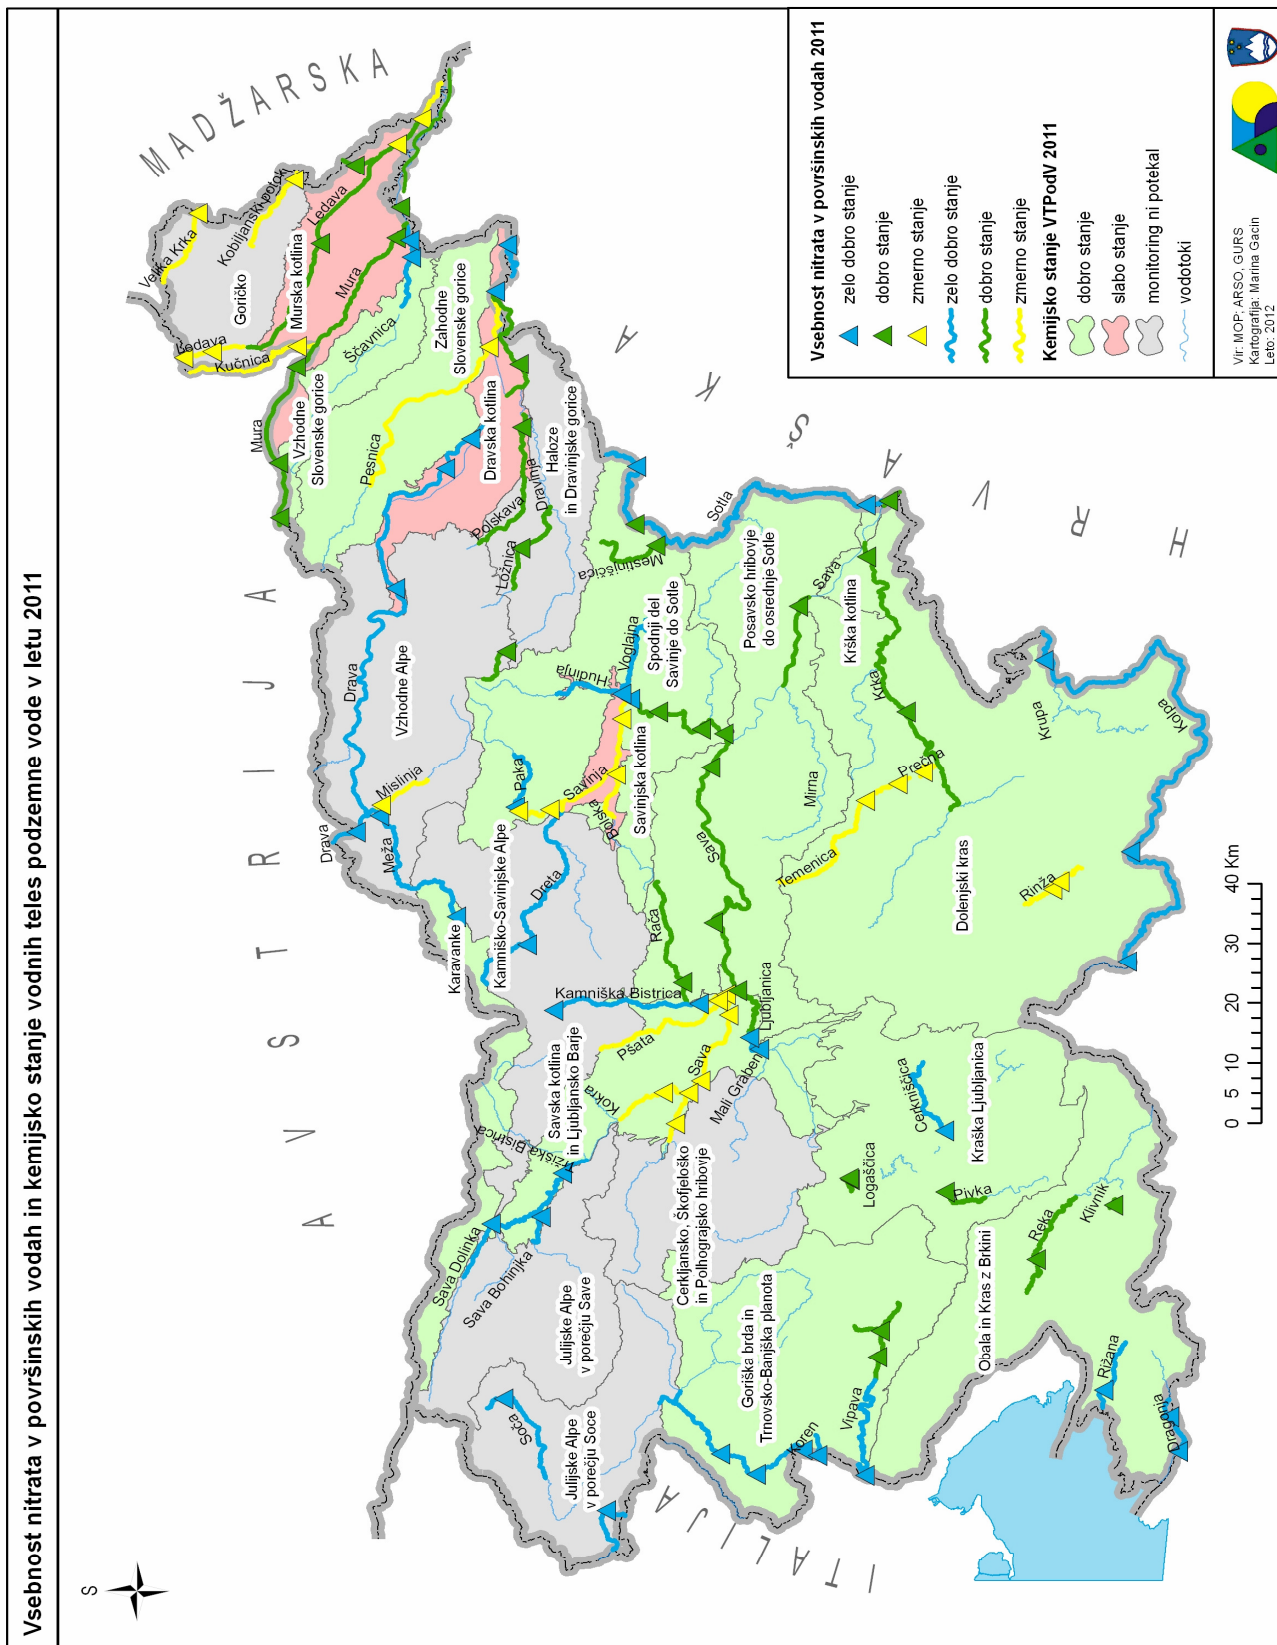 Vsebnost nitrata v površinskih vodah in kemijsko stanje vodnih teles podzemne vode v letu 2011
S
AVSTRIJA
MADŽARSKA
ITALIJA
HRVAŠKA
Velika Krka
Kobiljanski potok
Goričko
Ledava
Kučnica
Murska kotlina
Ledava
Mura
Ščavnica
Mura
Vzhodne
Slovenske gorice
Zahodne
Slovenske gorice
Pesnica
Dravska kotlina
Haloze
in Dravinjske gorice
Polskava
Dravinja
Ložnica
Drava
Drava
Vzhodne Alpe
Mislinja
Meža
Mestinjščica
Sotla
Karavanke
Kamniško-Savinjske Alpe
Paka
Dreta
Savinja
Bolska
Savinjska kotlina
Hudinja
Voglajna
Spodnji del
Savinje do Sotle
Posavsko hribovje
do osrednje Sotle
Sava
Krška kotlina
Krka
Mirna
Sava
Rača
Kamniška Bistrica
Pšata
Savska kotlina
in Ljubljansko Barje
Kokra
Tržiška Bistrica
Sava
Ljubljanica
Mali Graben
Sava Dolinka
Sava Bohinjka
Julijske Alpe
v porečju Save
Soča
Julijske Alpe
v porečju Soce
Cerkljansko, Škofjeloško
in Polhograjsko hribovje
Goriška brda in
Trnovsko-Banjška planota
Koren
Vipava
Logaščica
Cerkniščica
Kraška Ljubljanica
Pivka
Temenica
Prečna
Dolenjski kras
Rinža
Krupa
Kolpa
Obala in Kras z Brkini
Reka
Klivnik
Rižana
Dragonja
0 5 10 20 30 40 Km
Vsebnost nitrata v površinskih vodah 2011
zelo dobro stanje
dobro stanje
zmerno stanje
zelo dobro stanje
dobro stanje
zmerno stanje
Kemijsko stanje VTPodV 2011
dobro stanje
slabo stanje
monitoring ni potekal
vodotoki
Vir: MOP; ARSO, GURS
Kartografija: Marina Gacin
Leto: 2012